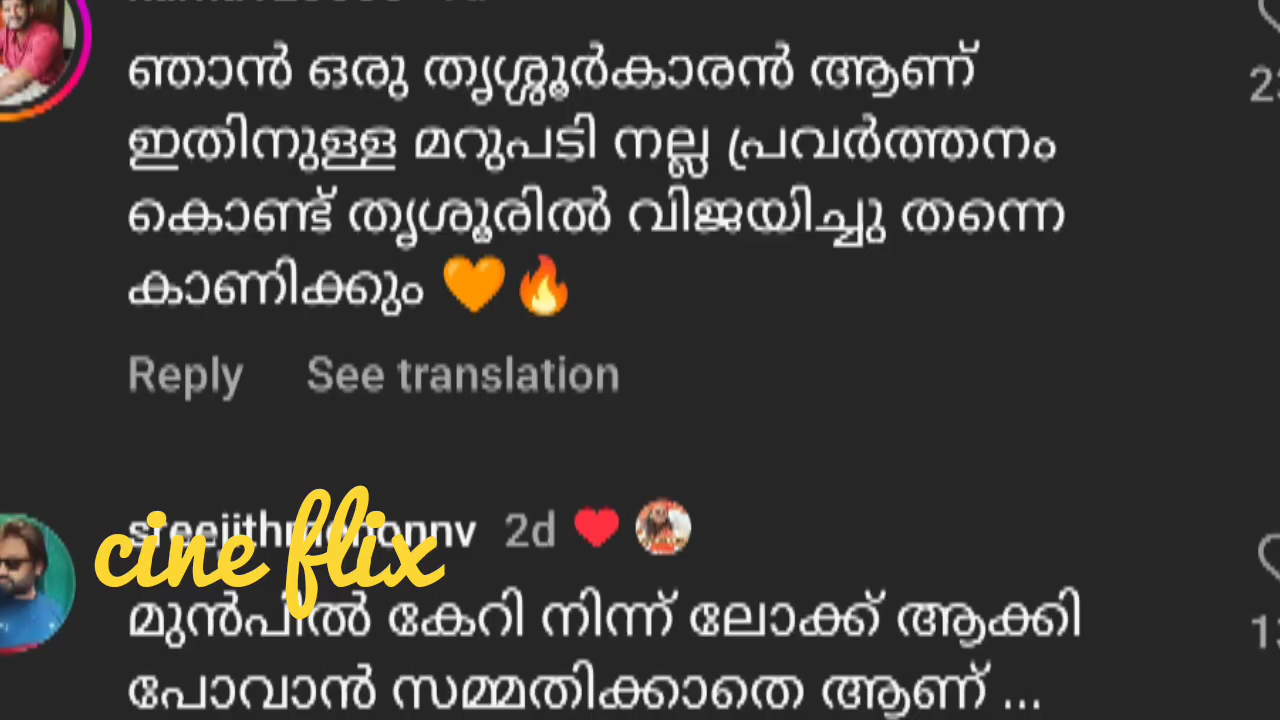 ഞാൻ ഒരു തൃശ്ശൂർകാരൻ ആണ്
ഇതിനുള്ള മറുപടി നല്ല പ്രവർത്തനം
കൊണ്ട് തൃശൂരിൽ വിജയിച്ചു തന്നെ
കാണിക്കും 🧡🔥
Reply See translation
sreejithmenonnv 2d
cine flix
മുൻപിൽ കേറി നിന്ന് ലോക്ക് ആക്കി
പോവാൻ സമ്മതിക്കാതെ ആണ് ...